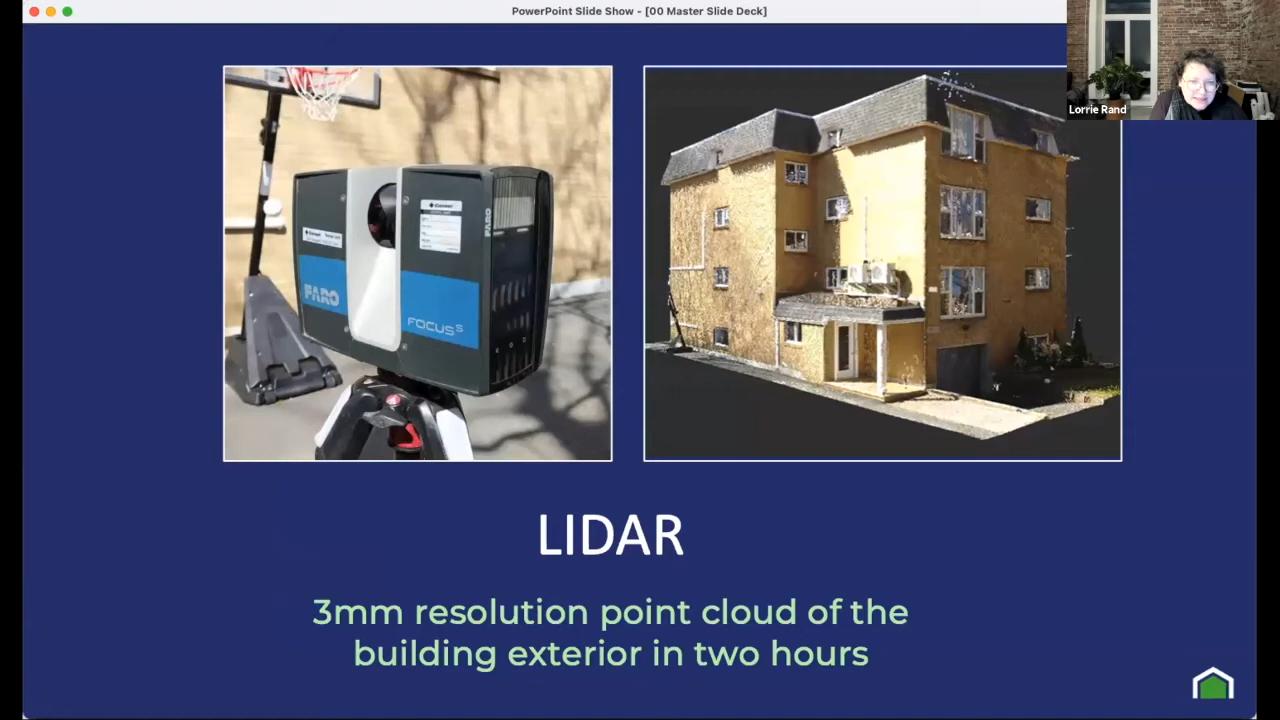 PowerPoint Slide Show - [00 Master Slide Deck]
Lorrie Rand
FARO
FARO
FOCUS S
LIDAR
3mm resolution point cloud of the
building exterior in two hours